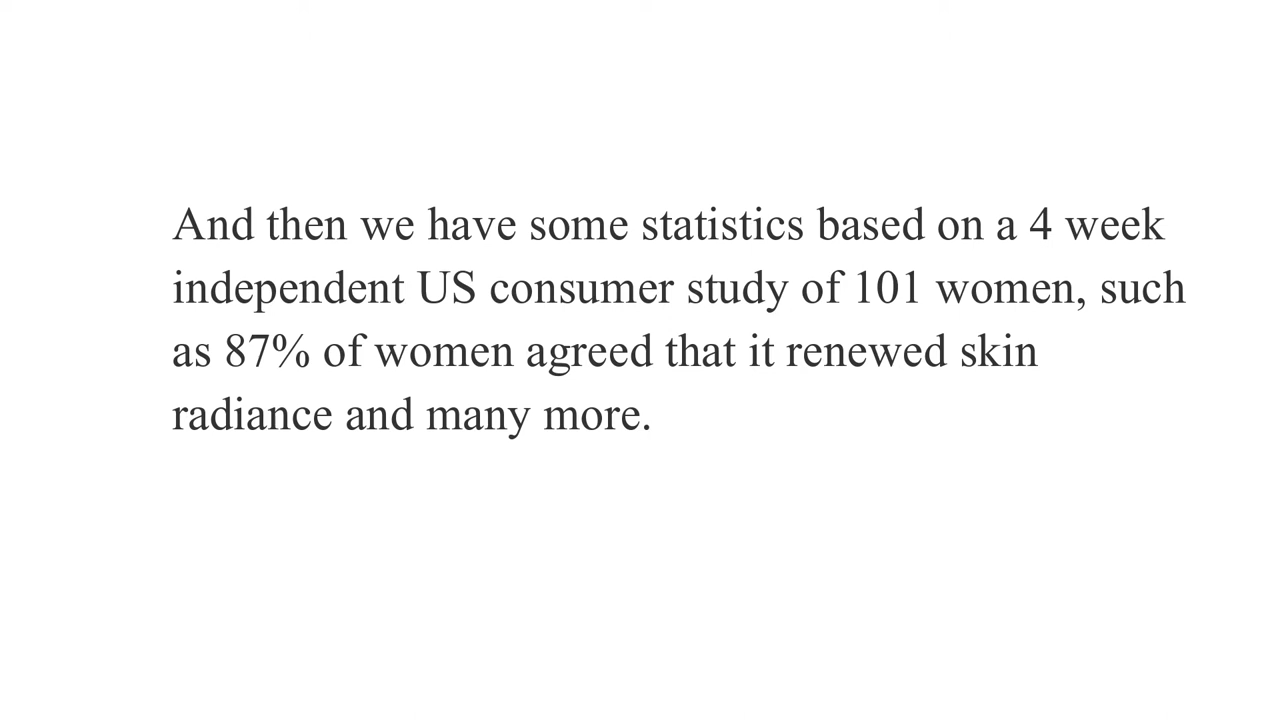 And then we have some statistics based on a 4 week
independent US consumer study of 101 women, such
as 87% of women agreed that it renewed skin
radiance and many more.